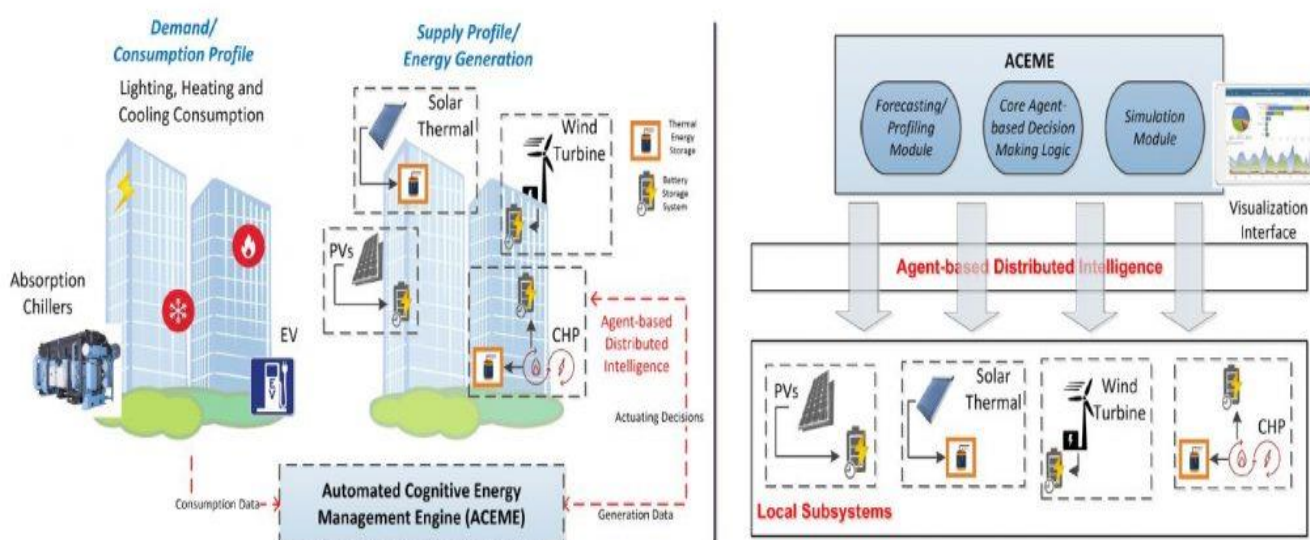 Demand/
Consumption Profile
Lighting, Heating and
Cooling Consumption
Absorption
Chillers
EV
EV
Supply Profile/
Energy Generation
Solar
Thermal
Wind
Turbine
Thermal
Energy
Storage
Battery
Storage
System
PVs
CHP
Agent-based
Distributed
Intelligence
Actuating Decisions
Consumption Data
Automated Cognitive Energy
Management Engine (ACEME)
Generation Data
ACEME
Forecasting/
Profiling
Module
Core Agent-
based Decision
Making Logic
Simulation
Module
Visualization
Interface
Agent-based Distributed Intelligence
PVs
Solar
Thermal
Wind
Turbine
CHP
Local Subsystems